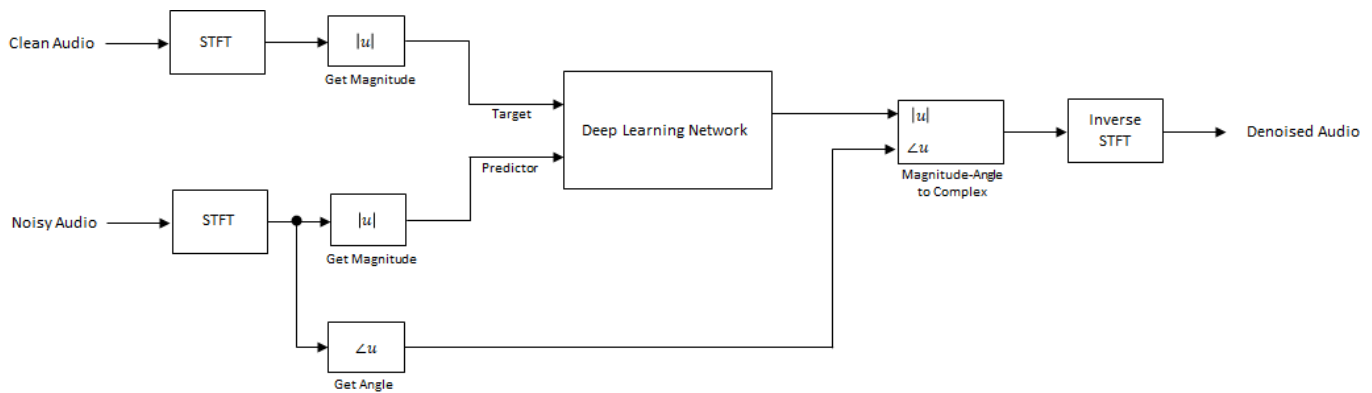 Clean Audio
STFT
|u|
Get Magnitude
Target
Deep Learning Network
Predictor
|u|
∠u
Magnitude-Angle
to Complex
Inverse
STFT
Denoised Audio
Noisy Audio
STFT
|u|
Get Magnitude
∠u
Get Angle